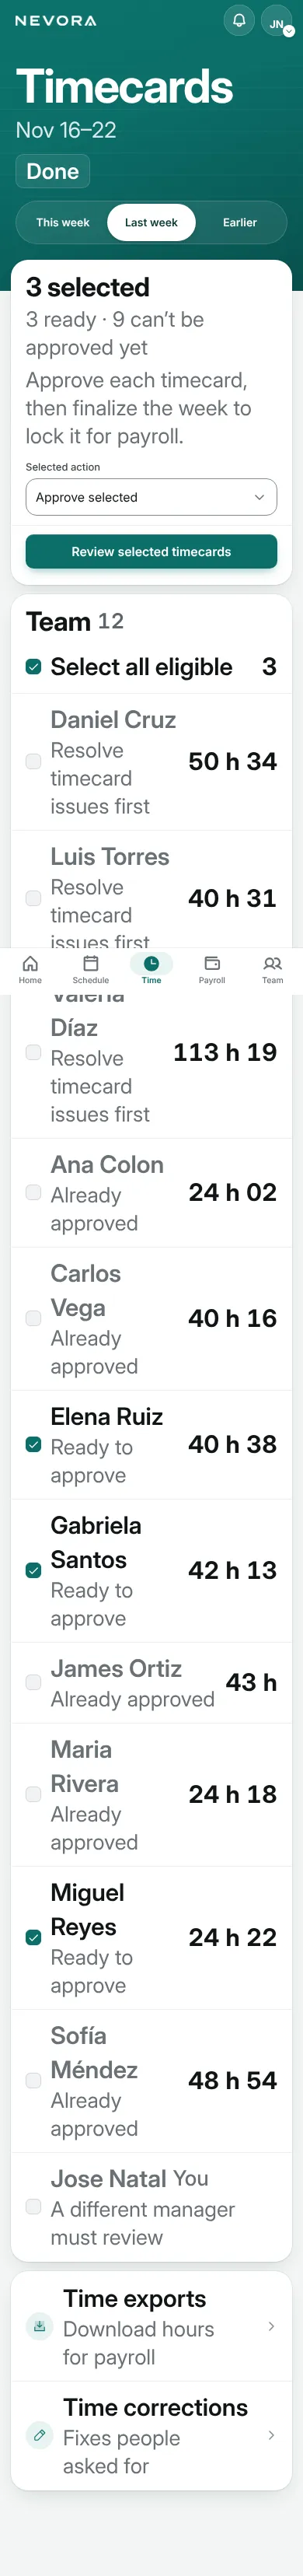 NEVORA
JN
Timecards
Nov 16–22
Done
This week
Last week
Earlier
3 selected
3 ready · 9 can’t be
approved yet
Approve each timecard,
then finalize the week to
lock it for payroll.
Selected action
Approve selected
Review selected timecards
Team 12
Select all eligible 3
Daniel Cruz
Resolve
timecard
issues first
50 h 34
Luis Torres
Resolve
timecard
issues first
40 h 31
Home
Schedule
Time
Payroll
Team
Valeria
Díaz
Resolve
timecard
issues first
113 h 19
Ana Colon
Already
approved
24 h 02
Carlos
Vega
Already
approved
40 h 16
Elena Ruiz
Ready to
approve
40 h 38
Gabriela
Santos
Ready to
approve
42 h 13
James Ortiz
Already approved
43 h
Maria
Rivera
Already
approved
24 h 18
Miguel
Reyes
Ready to
approve
24 h 22
Sofía
Méndez
Already
approved
48 h 54
Jose Natal You
A different manager
must review
Time exports
Download hours
for payroll
Time corrections
Fixes people
asked for